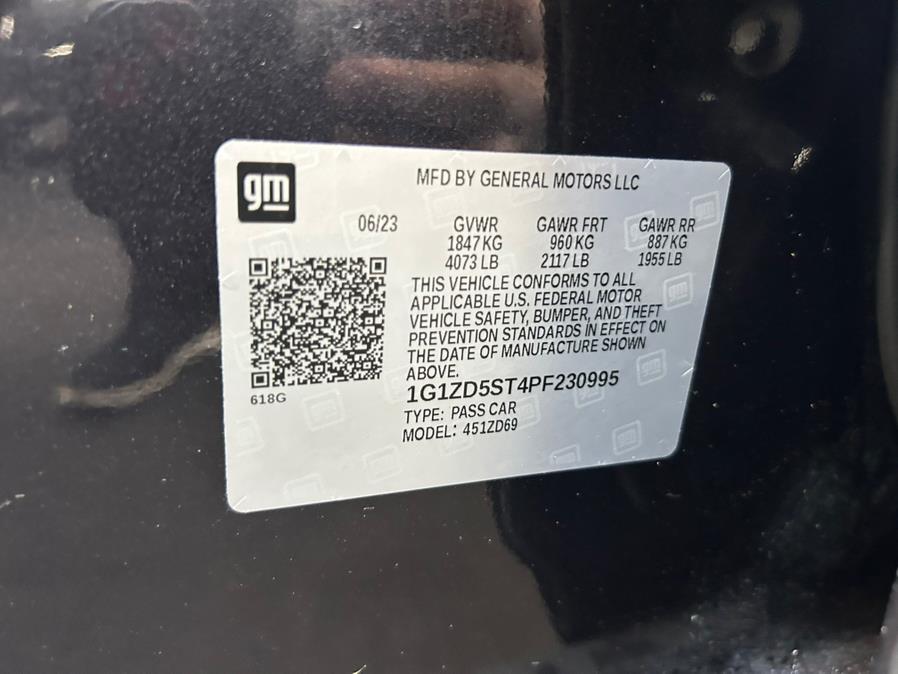 gm
MFD BY GENERAL MOTORS LLC
06/23 GVWR GAWR FRT GAWR RR
1847 KG 960 KG 887 KG
4073 LB 2117 LB 1955 LB
THIS VEHICLE CONFORMS TO ALL
APPLICABLE U.S. FEDERAL MOTOR
VEHICLE SAFETY, BUMPER, AND THEFT
PREVENTION STANDARDS IN EFFECT ON
THE DATE OF MANUFACTURE SHOWN
ABOVE.
618G
1G1ZD5ST4PF230995
TYPE: PASS CAR
MODEL: 451ZD69